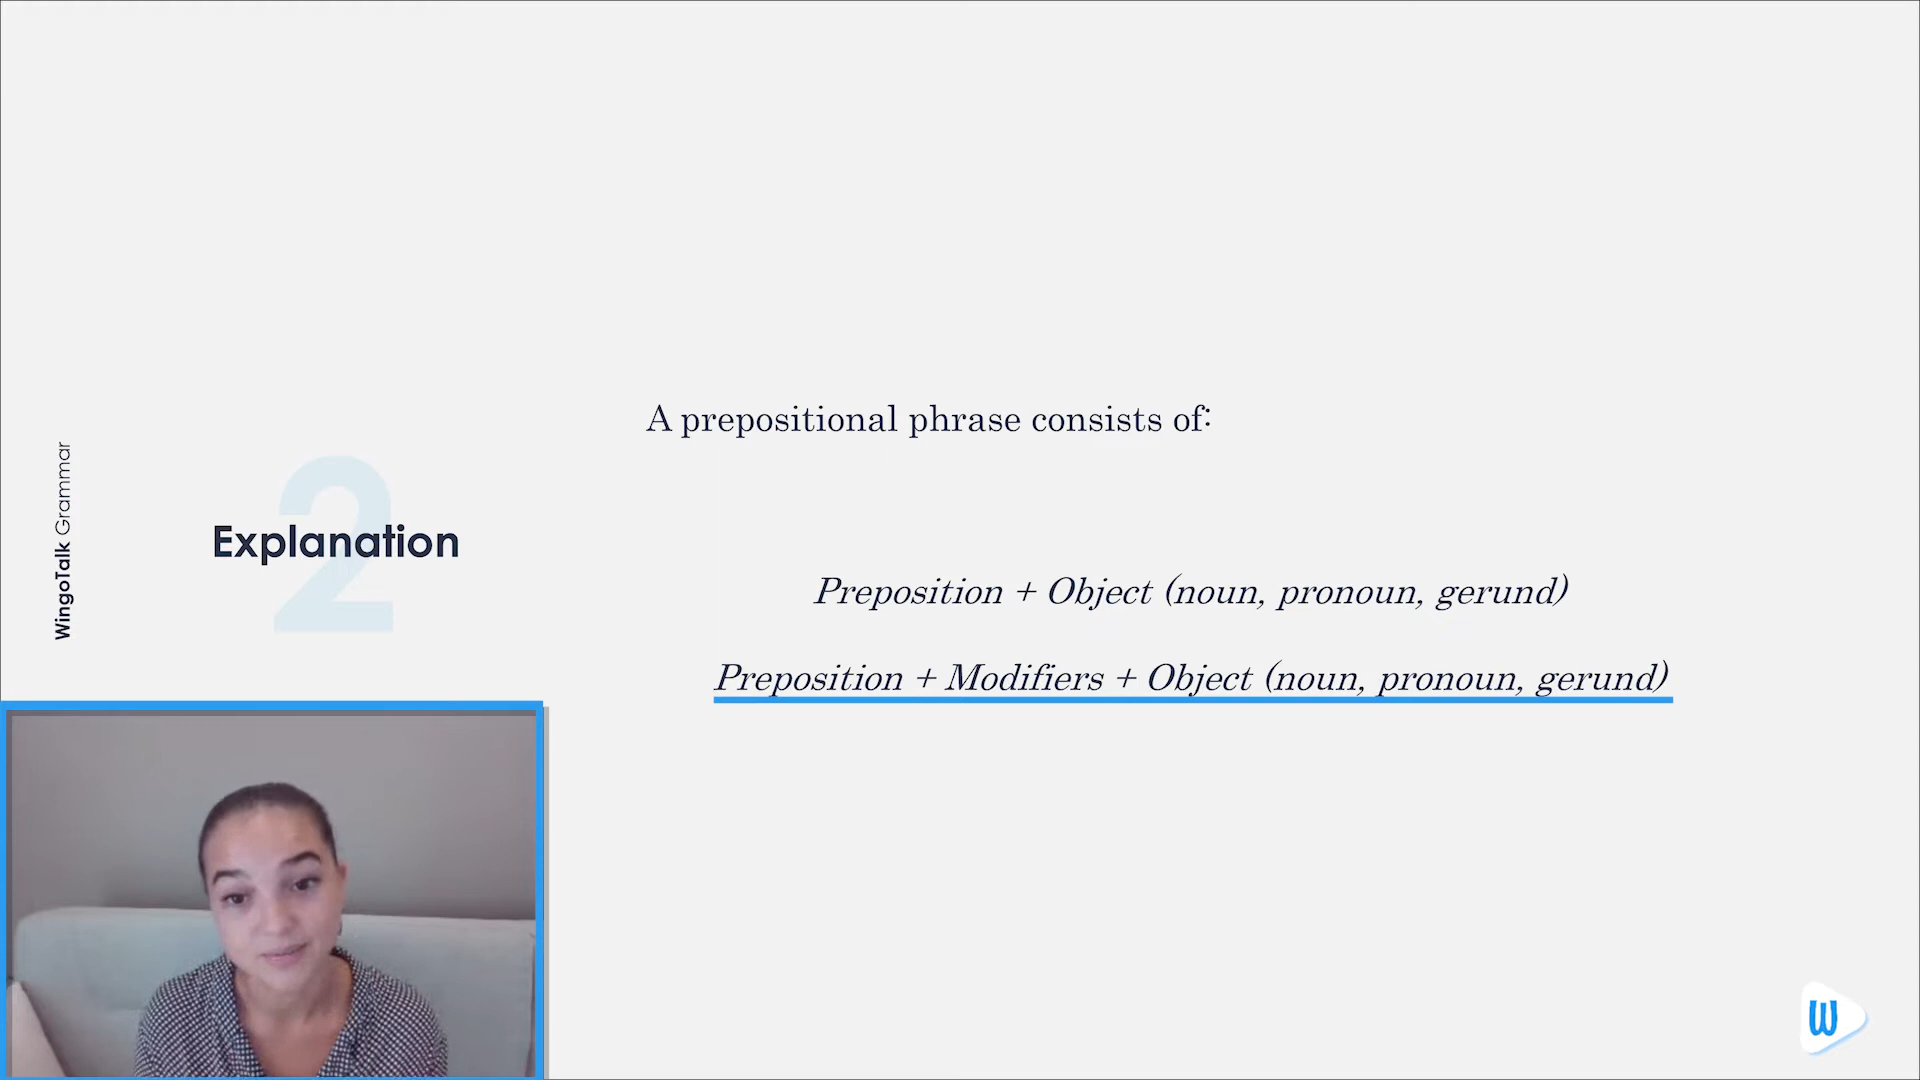 A prepositional phrase consists of:
WingoTalk Grammar
2
Explanation
Preposition + Object (noun, pronoun, gerund)
Preposition + Modifiers + Object (noun, pronoun, gerund)
W